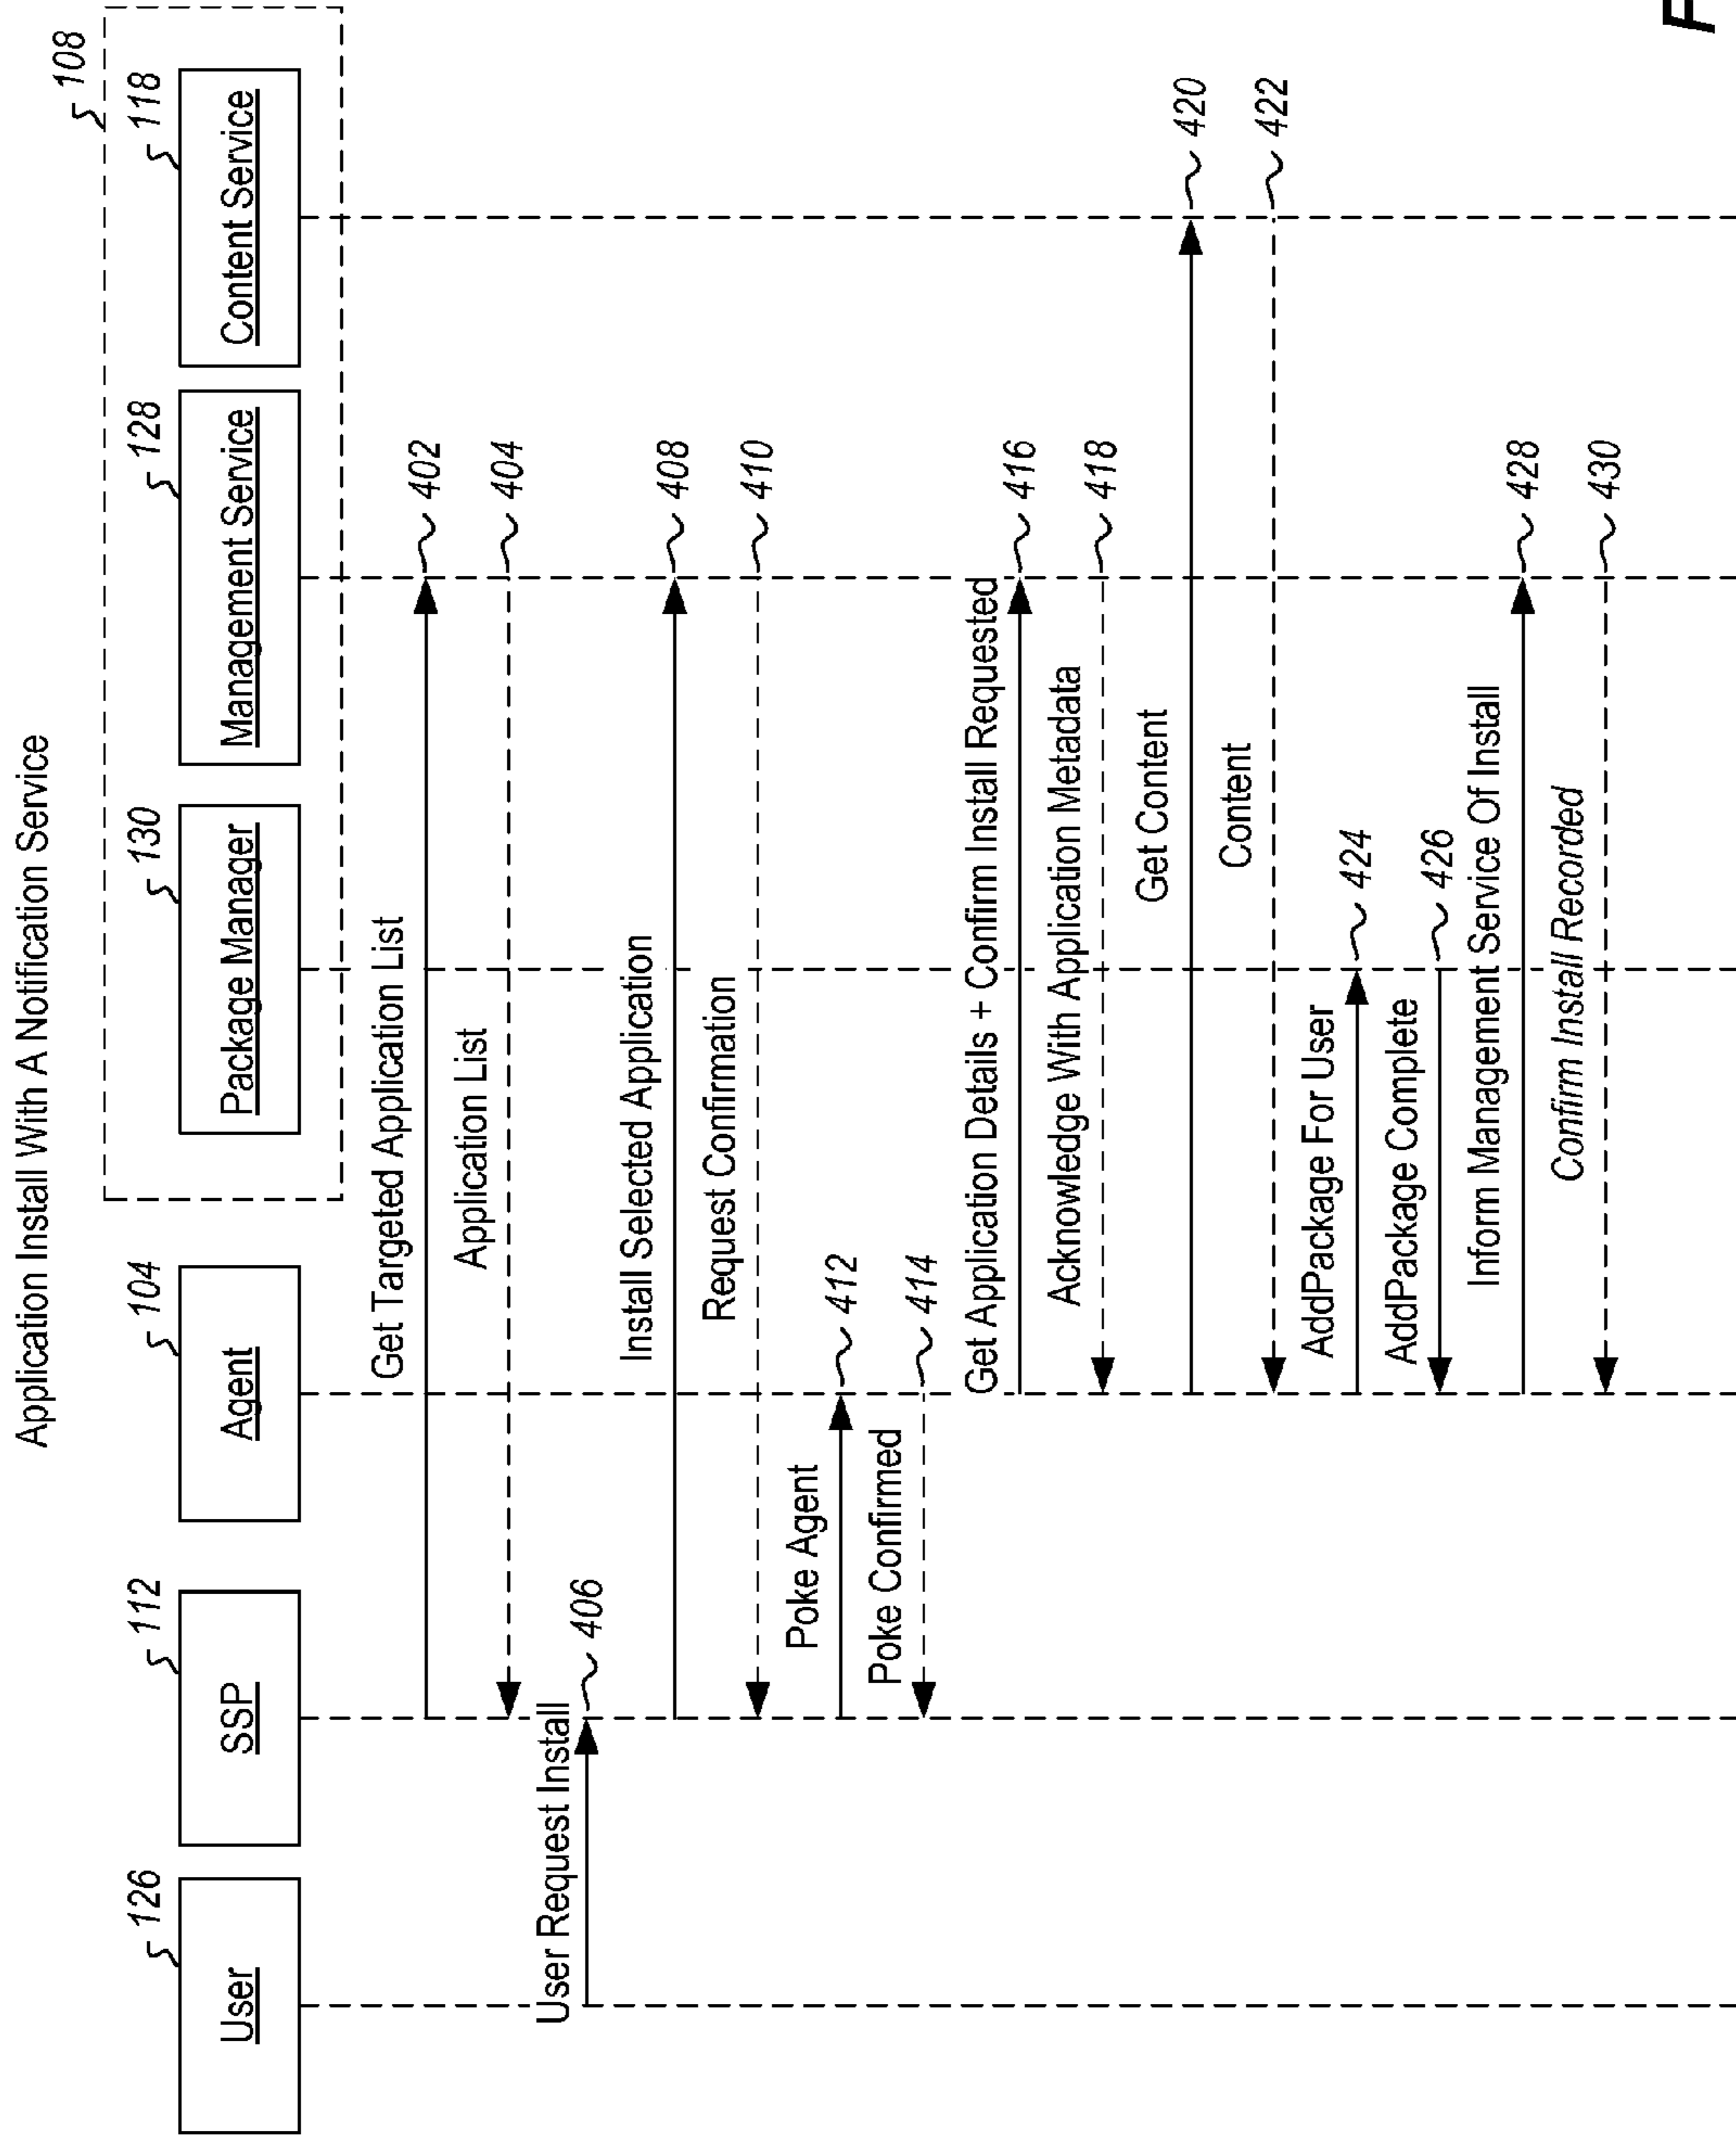 Application Install With A Notification Service
108
126
112
104
130
128
118
User
SSP
Agent
Package Manager
Management Service
Content Service
Get Targeted Application List
402
Application List
404
User Request Install
406
Install Selected Application
408
Request Confirmation
410
Poke Agent
412
Poke Confirmed
414
Get Application Details + Confirm Install Requested
416
Acknowledge With Application Metadata
418
Get Content
420
Content
422
AddPackage For User
424
AddPackage Complete
426
Inform Management Service Of Install
428
Confirm Install Recorded
430